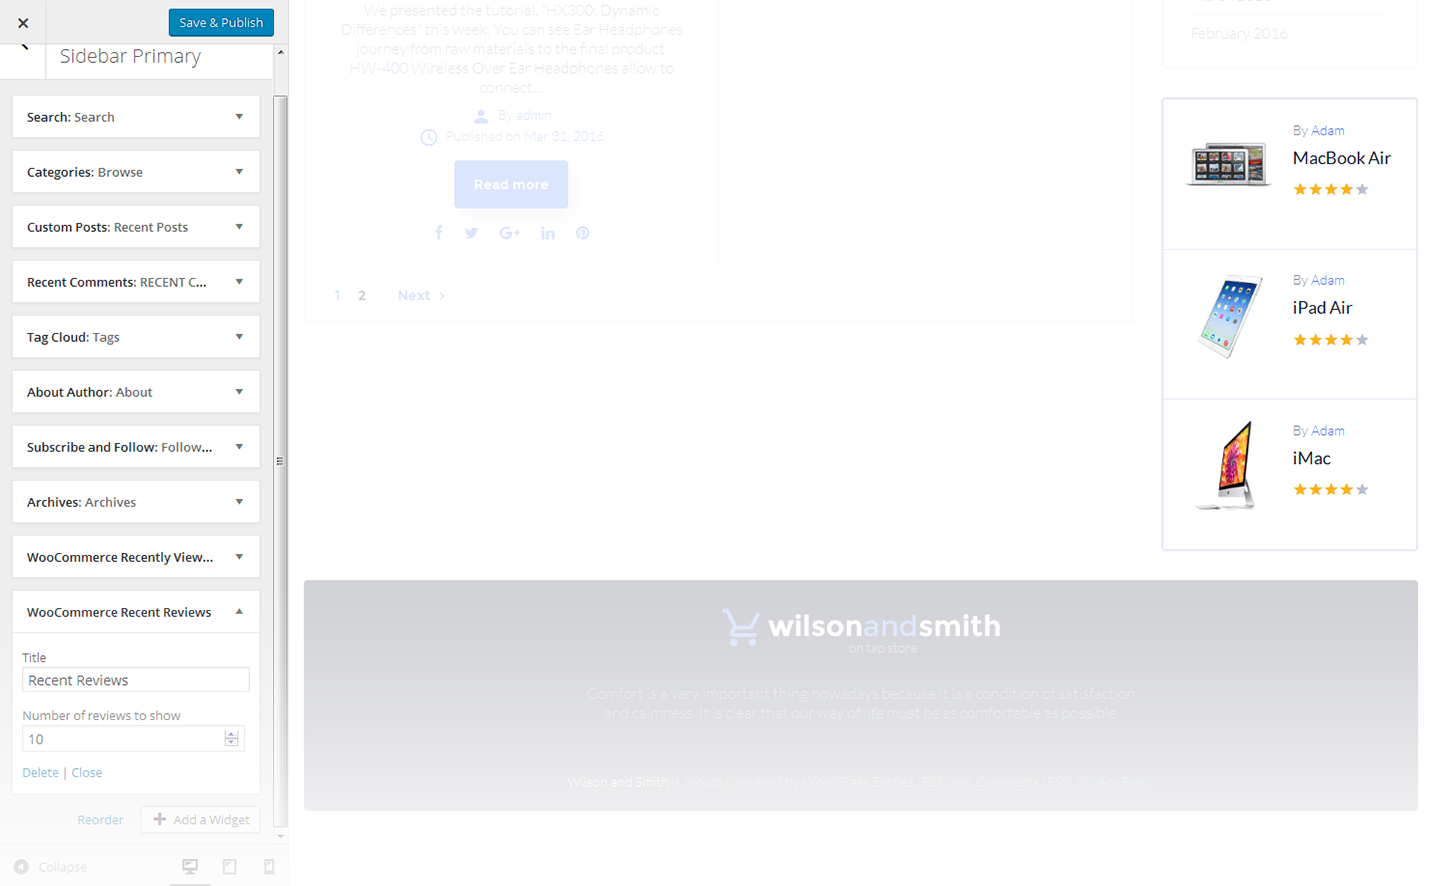 Save & Publish
Sidebar Primary
Search: Search
Categories: Browse
Custom Posts: Recent Posts
Recent Comments: RECENT C...
Tag Cloud: Tags
About Author: About
Subscribe and Follow: Follow...
Archives: Archives
WooCommerce Recently View...
WooCommerce Recent Reviews
Title
Recent Reviews
Number of reviews to show
10
Delete | Close
Reorder
Add a Widget
Collapse
We presented the tutorial, "HX300: Dynamic
Differences" this week. You can see Ear Headphones
journey from raw materials to the final product.
HW-400 Wireless Over Ear Headphones allow to
connect...
By admin
Published on Mar 31, 2016
Read more
1 2 Next
February 2016
By Adam
MacBook Air
By Adam
iPad Air
By Adam
iMac
wilsonandsmith
on tap store
Comfort is a very important thing nowadays because it is a condition of satisfaction
and calmness. It is clear that our way of life must be as comfortable as possible.
Wilson and Smith is proudly powered by WordPress Entries (RSS) and Comments (RSS) Privacy Policy